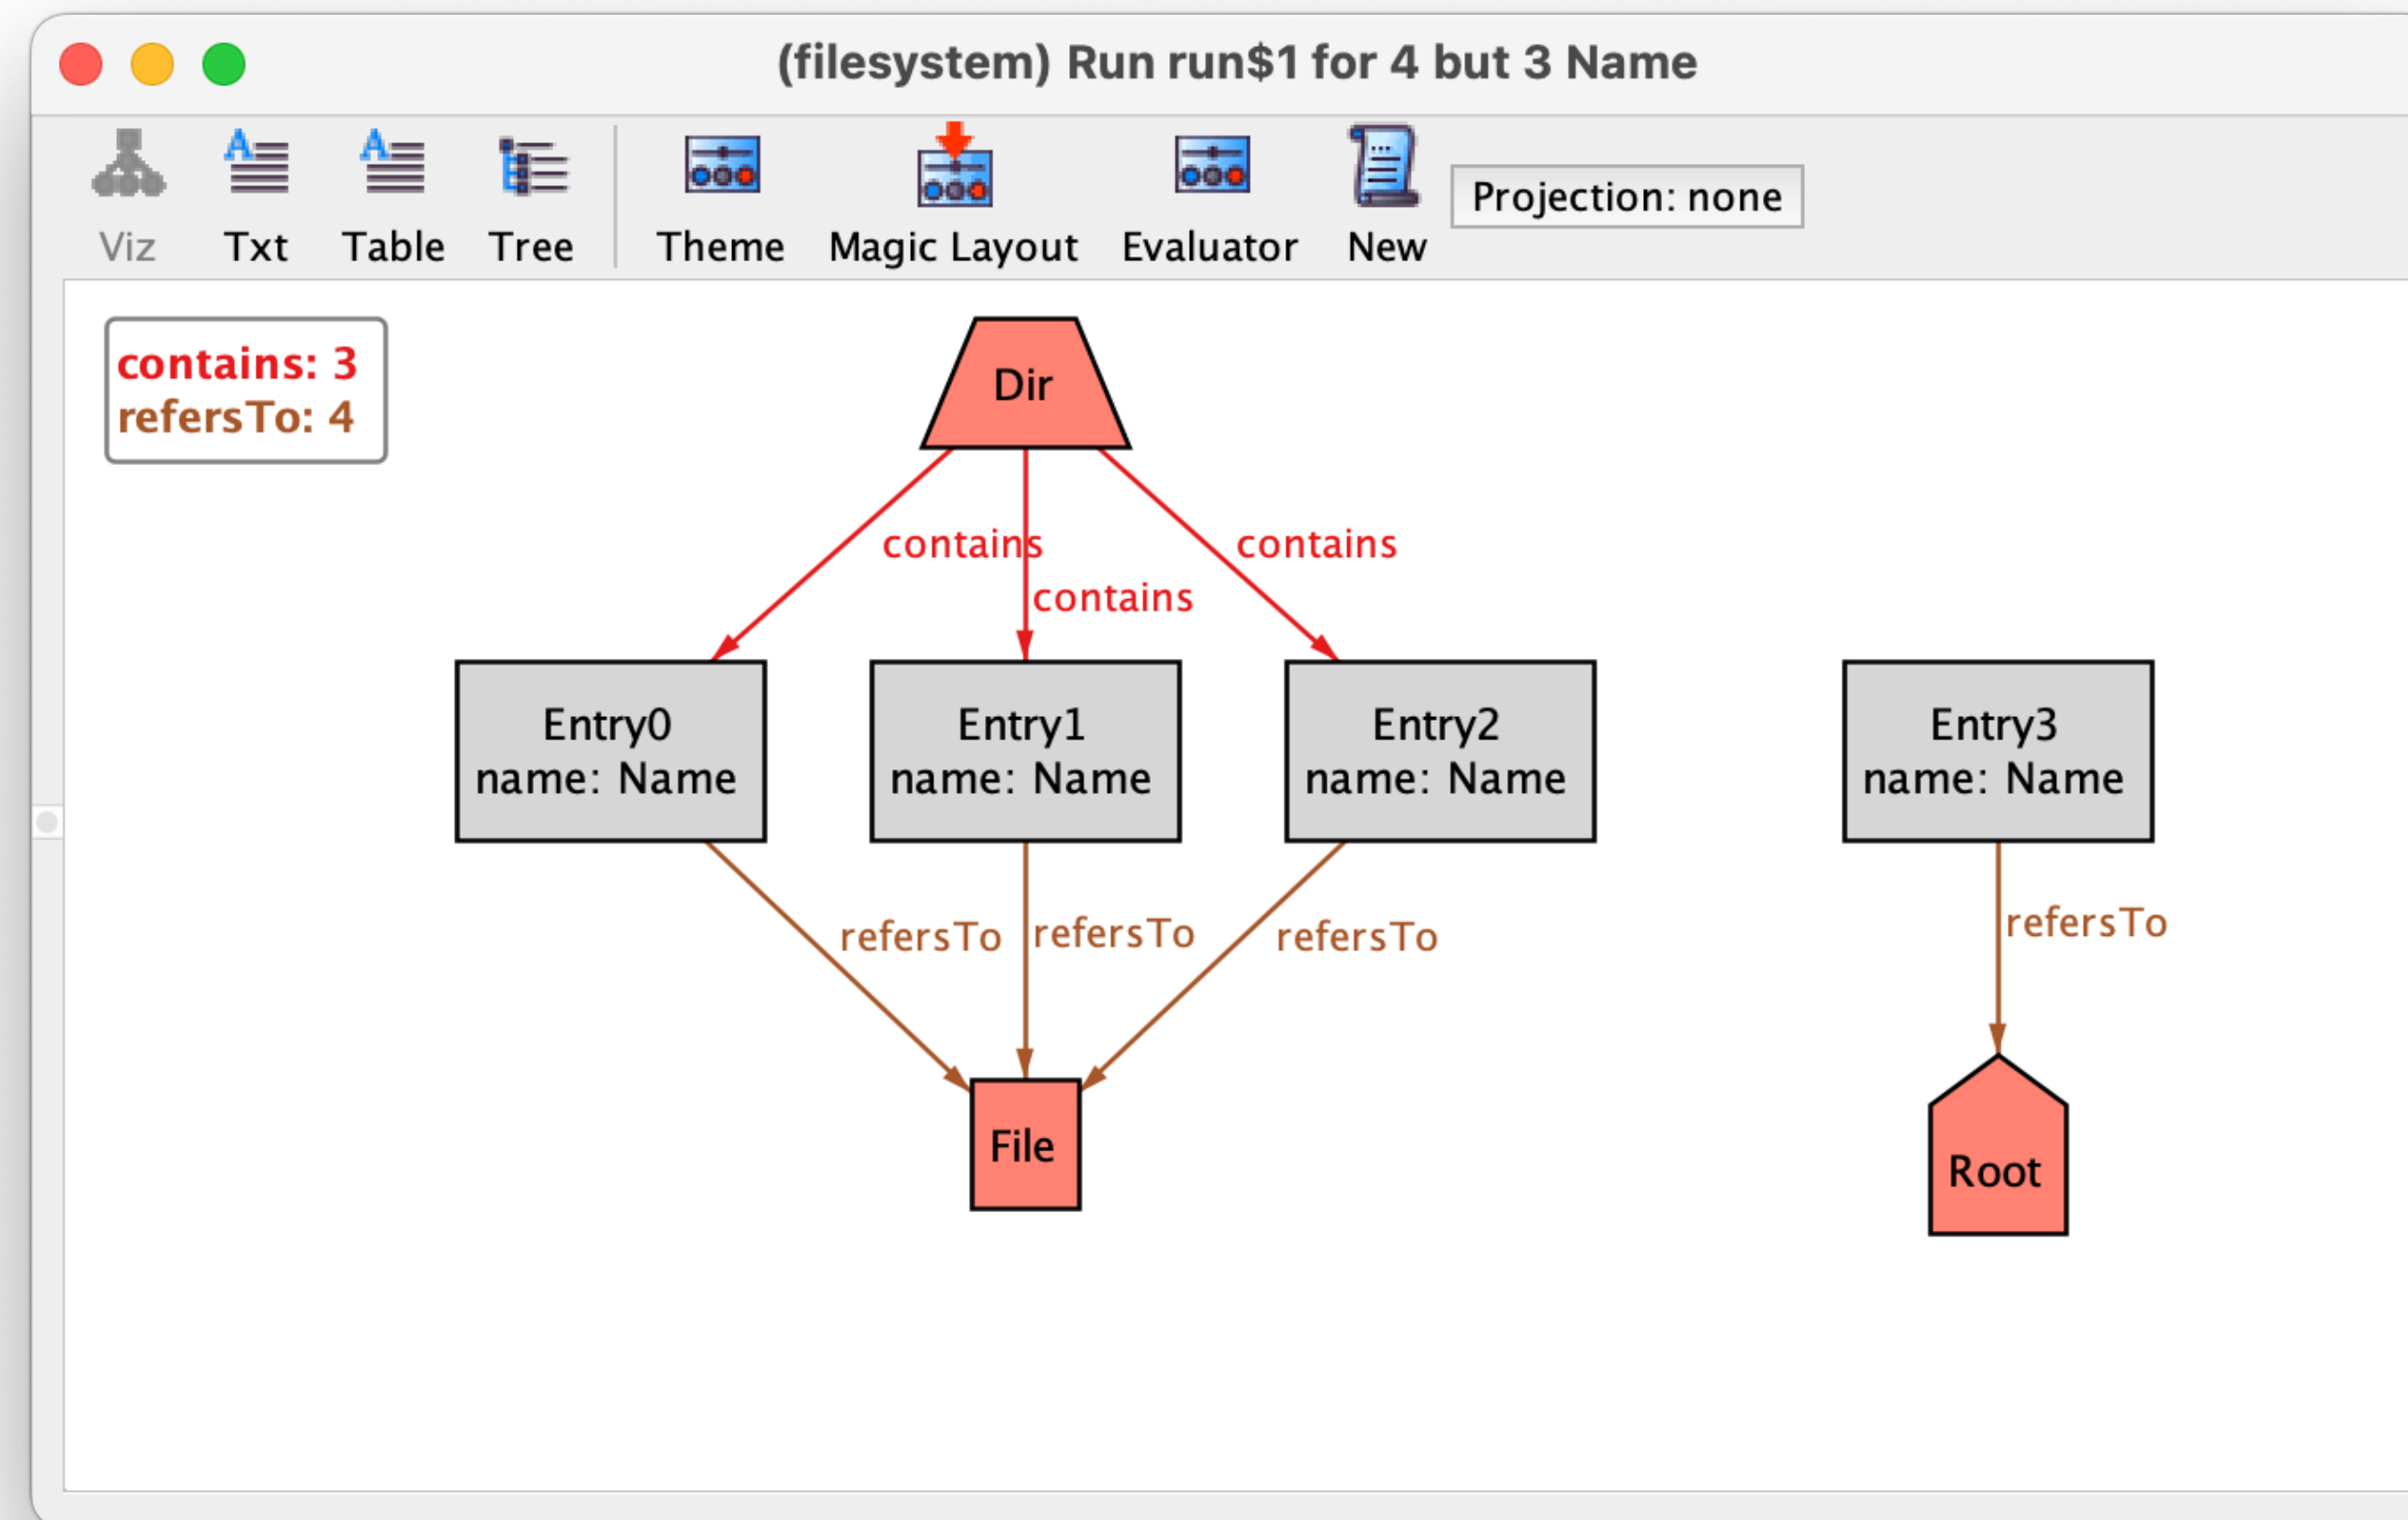 (filesystem) Run run$1 for 4 but 3 Name
Viz Txt Table Tree Theme Magic Layout Evaluator New Projection: none
contains: 3
refersTo: 4
Dir
contains contains
contains
Entry0
name: Name
Entry1
name: Name
Entry2
name: Name
Entry3
name: Name
refersTo refersTo refersTo refersTo
File
Root